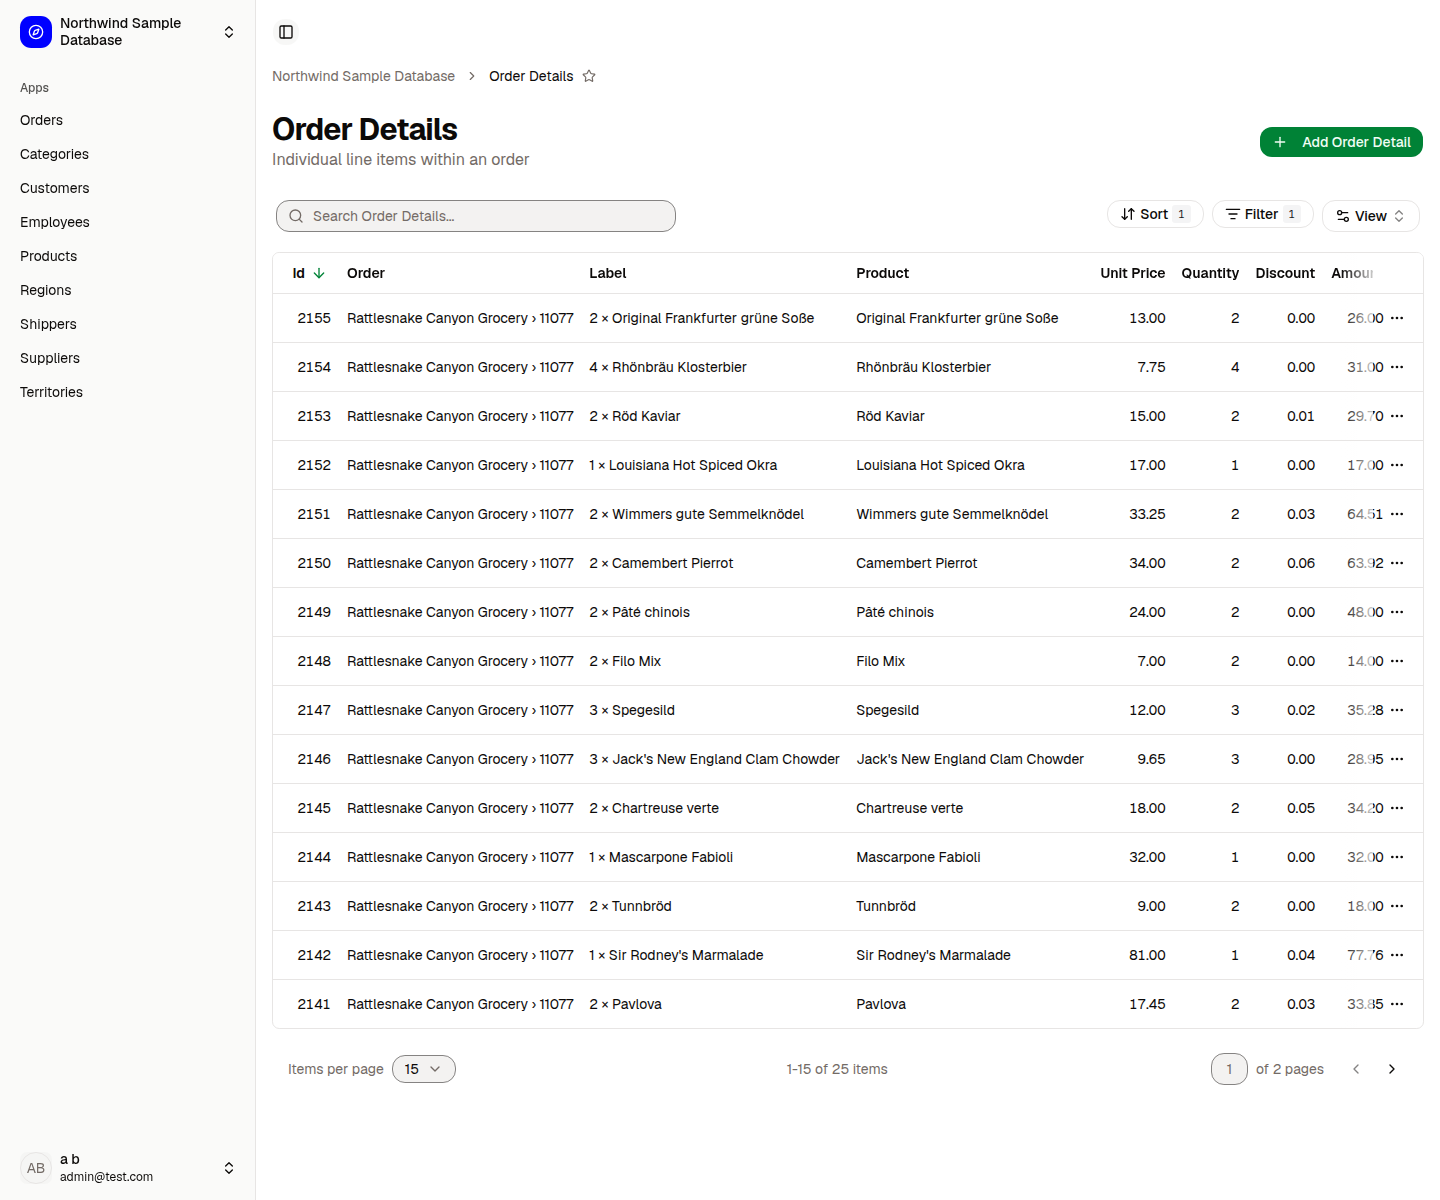 Northwind Sample
Database
Apps
Orders
Categories
Customers
Employees
Products
Regions
Shippers
Suppliers
Territories
AB
a b
admin@test.com
Northwind Sample Database > Order Details
Order Details
Individual line items within an order
Add Order Detail
Search Order Details...
Sort 1 Filter 1 View
Id Order Label Product Unit Price Quantity Discount
2155 Rattlesnake Canyon Grocery › 11077 2 × Original Frankfurter grüne Soße Original Frankfurter grüne Soße 13.00 2 0.00 26.00
2154 Rattlesnake Canyon Grocery › 11077 4 × Rhönbräu Klosterbier Rhönbräu Klosterbier 7.75 4 0.00 31.00
2153 Rattlesnake Canyon Grocery › 11077 2 × Röd Kaviar Röd Kaviar 15.00 2 0.01 29.70
2152 Rattlesnake Canyon Grocery › 11077 1 × Louisiana Hot Spiced Okra Louisiana Hot Spiced Okra 17.00 1 0.00 17.00
2151 Rattlesnake Canyon Grocery › 11077 2 × Wimmers gute Semmelknödel Wimmers gute Semmelknödel 33.25 2 0.03 64.51
2150 Rattlesnake Canyon Grocery › 11077 2 × Camembert Pierrot Camembert Pierrot 34.00 2 0.06 63.92
2149 Rattlesnake Canyon Grocery › 11077 2 × Pâté chinois Pâté chinois 24.00 2 0.00 48.00
2148 Rattlesnake Canyon Grocery › 11077 2 × Filo Mix Filo Mix 7.00 2 0.00 14.00
2147 Rattlesnake Canyon Grocery › 11077 3 × Spegesild Spegesild 12.00 3 0.02 35.28
2146 Rattlesnake Canyon Grocery › 11077 3 × Jack's New England Clam Chowder Jack's New England Clam Chowder 9.65 3 0.00 28.95
2145 Rattlesnake Canyon Grocery › 11077 2 × Chartreuse verte Chartreuse verte 18.00 2 0.05 34.20
2144 Rattlesnake Canyon Grocery › 11077 1 × Mascarpone Fabioli Mascarpone Fabioli 32.00 1 0.00 32.00
2143 Rattlesnake Canyon Grocery › 11077 2 × Tunnbröd Tunnbröd 9.00 2 0.00 18.00
2142 Rattlesnake Canyon Grocery › 11077 1 × Sir Rodney's Marmalade Sir Rodney's Marmalade 81.00 1 0.04 77.76
2141 Rattlesnake Canyon Grocery › 11077 2 × Pavlova Pavlova 17.45 2 0.03 33.85
Items per page 15 1-15 of 25 items 1 of 2 pages